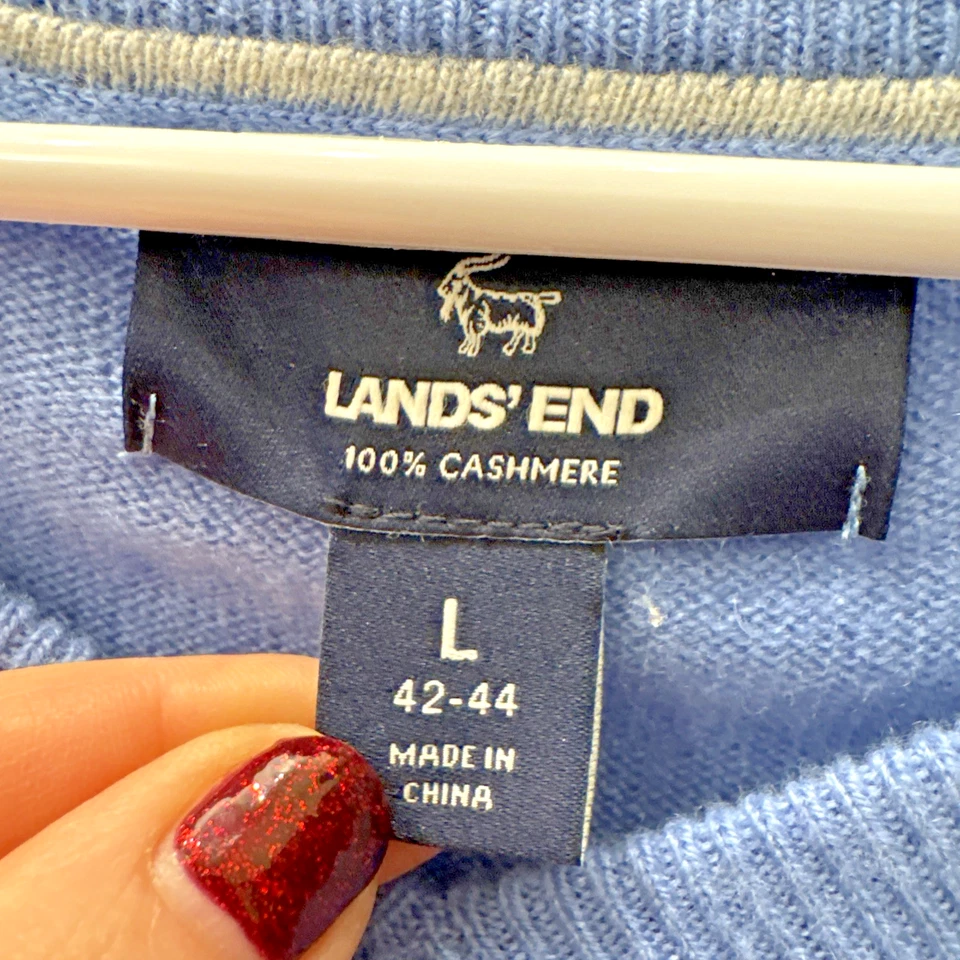 LANDS' END
100% CASHMERE
L
42-44
MADE IN
CHINA